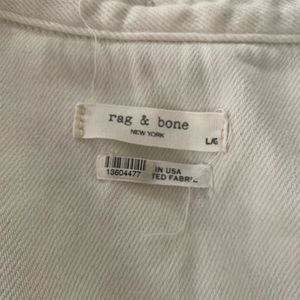 rag & bone
NEW YORK
L/G
IN USA
13604477
TED FABRIC